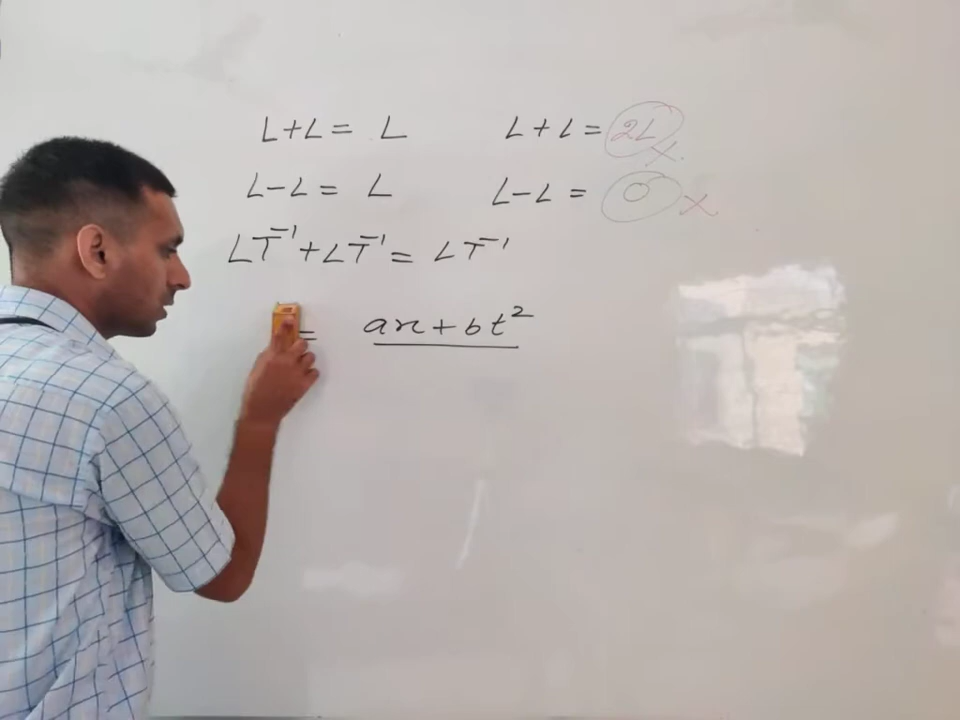 L+L = L L+L = 2L ×
L-L = L L-L = 0 ×
LT⁻¹+LT⁻¹ = LT⁻¹
= ax+bt²